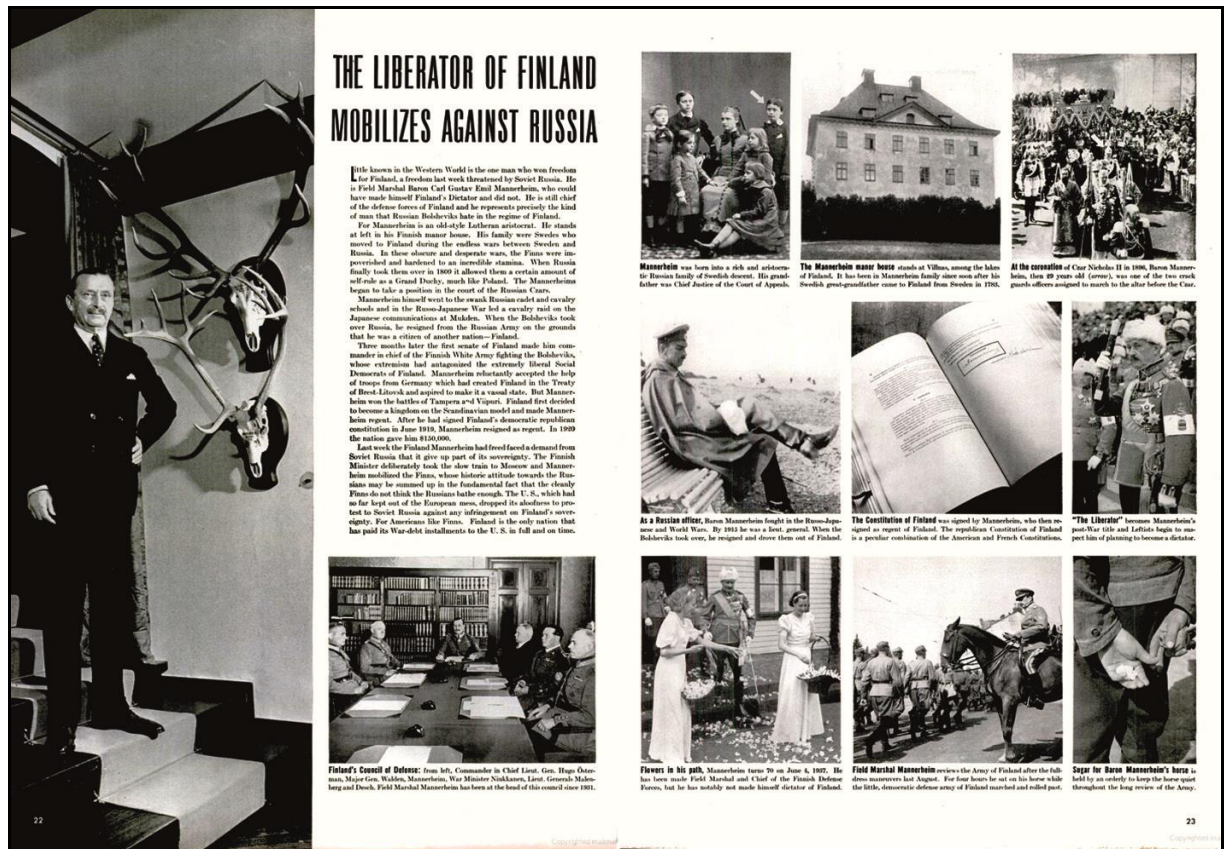 THE LIBERATOR OF FINLAND
MOBILIZES AGAINST RUSSIA
Little known in the Western World is the one man who won freedom
for Finland, a freedom last week threatened by Soviet Russia. He
is Field Marshal Baron Carl Gustav Emil Mannerheim, who could
have made himself Finland's Dictator and did not. He is still chief
of the defense forces of Finland and he represents precisely the kind
of man that Russian Bolsheviks hate in the regime of Finland.
For Mannerheim is an old-style Lutheran aristocrat. He stands
at left in his Finnish manor house. His family were Swedes who
moved to Finland during the endless wars between Sweden and
Russia. In these obscure and desperate wars, the Finns were im-
poverished and hardened to an incredible stamina. When Russia
finally took them over in 1809 it allowed them a certain amount of
self-rule as a Grand Duchy, much like Poland. The Mannerheims
began to take a position in the court of the Russian Czars.
Mannerheim himself went to the swank Russian cadet and cavalry
schools and in the Russo-Japanese War led a cavalry raid on the
Japanese communications at Mukden. When the Bolsheviks took
over Russia, he resigned from the Russian Army on the grounds
that he was a citizen of another nation—Finland.
Three months later the first senate of Finland made him com-
mander in chief of the Finnish White Army fighting the Bolsheviks,
whose extremism had antagonized the extremely liberal Social
Democrats of Finland. Mannerheim reluctantly accepted the help
of troops from Germany which had created Finland in the Treaty
of Brest-Litovsk and aspired to make it a vassal state. But Manner-
heim won the battles of Tampera and Viipuri. Finland first decided
to become a kingdom on the Scandinavian model and made Manner-
heim regent. After he had signed Finland's democratic republican
constitution in June 1919, Mannerheim resigned as regent. In 1920
the nation gave him $150,000.
Last week the Finland Mannerheim had freed faced a demand from
Soviet Russia that it give up part of its sovereignty. The Finnish
Minister deliberately took the slow train to Moscow and Manner-
heim mobilized the Finns, whose historic attitude towards the Rus-
sians may be summed up in the fundamental fact that the cleanly
Finns do not think the Russians bathe enough. The U. S., which had
so far kept out of the European mess, dropped its aloofness to pro-
test to Soviet Russia against any infringement on Finland's sover-
eignty. For Americans like Finns. Finland is the only nation that
has paid its War-debt installments to the U. S. in full and on time.
Finland's Council of Defense: from left, Commander in Chief Lieut. Gen. Hugo Öster-
man, Major Gen. Walden, Mannerheim, War Minister Niukkanen, Lieut. Generals Malen-
berg and Oesch. Field Marshal Mannerheim has been at the head of this council since 1931.
22
Mannerheim was born into a rich and aristocra-
tic Russian family of Swedish descent. His grand-
father was Chief Justice of the Court of Appeals.
The Mannerheim manor house stands at Villnas, among the lakes
of Finland. It has been in Mannerheim family since soon after his
Swedish great-grandfather came to Finland from Sweden in 1783.
At the coronation of Czar Nicholas II in 1896, Baron Manner-
heim, then 29 years old (arrow), was one of the two crack
guards officers assigned to march to the altar before the Czar.
As a Russian officer, Baron Mannerheim fought in the Russo-Japa-
nese and World Wars. By 1915 he was a lieut. general. When the
Bolsheviks took over, he resigned and drove them out of Finland.
The Constitution of Finland was signed by Mannerheim, who then re-
signed as regent of Finland. The republican Constitution of Finland
is a peculiar combination of the American and French Constitutions.
"The Liberator" becomes Mannerheim's
post-War title and Leftists begin to sus-
pect him of planning to become a dictator.
Flowers in his path, Mannerheim turns 70 on June 4, 1937. He
has been made Field Marshal and Chief of the Finnish Defense
Forces, but he has notably not made himself dictator of Finland.
Field Marshal Mannerheim reviews the Army of Finland after the full-
dress maneuvers last August. For four hours he sat on his horse while
the little, democratic defense army of Finland marched and rolled past.
Sugar for Baron Mannerheim's horse is
held by an orderly to keep the horse quiet
throughout the long review of the Army.
23
Copyrighted material